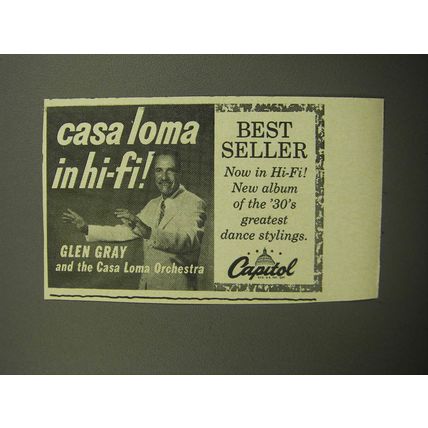 casa loma
in hi-fi!
GLEN GRAY
and the Casa Loma Orchestra
BEST
SELLER
Now in Hi-Fi!
New album
of the '30's
greatest
dance stylings.
Capitol